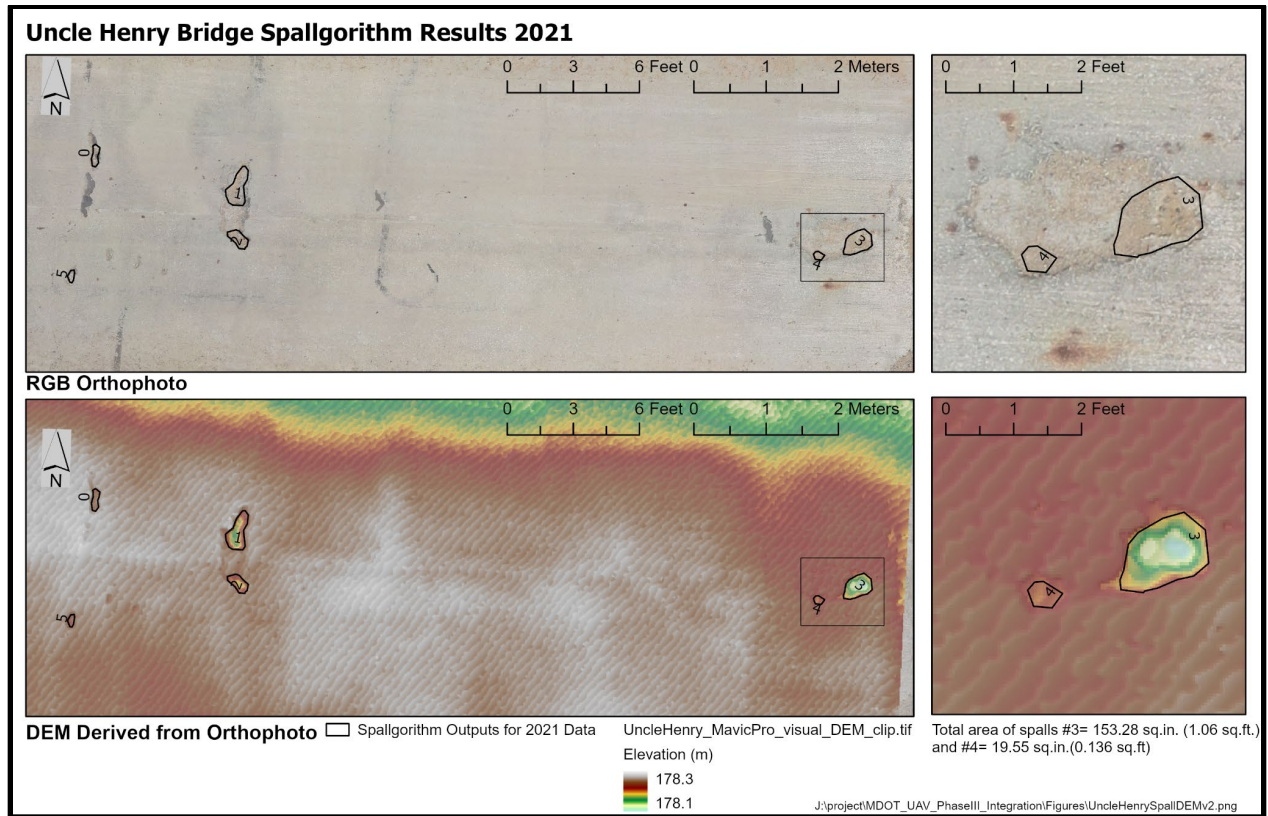 Uncle Henry Bridge Spallgorithm Results 2021
N
0 3 6 Feet 0 1 2 Meters
0
1
2
3
4
5
0 1 2 Feet
3
4
RGB Orthophoto
N
0 3 6 Feet 0 1 2 Meters
0
1
2
3
4
5
0 1 2 Feet
3
4
DEM Derived from Orthophoto
Spallgorithm Outputs for 2021 Data
UncleHenry_MavicPro_visual_DEM_clip.tif
Elevation (m)
178.3
178.1
Total area of spalls #3= 153.28 sq.in. (1.06 sq.ft.)
and #4= 19.55 sq.in.(0.136 sq.ft)
J:\project\MDOT_UAV_PhaseIII_Integration\Figures\UncleHenrySpallDEMv2.png